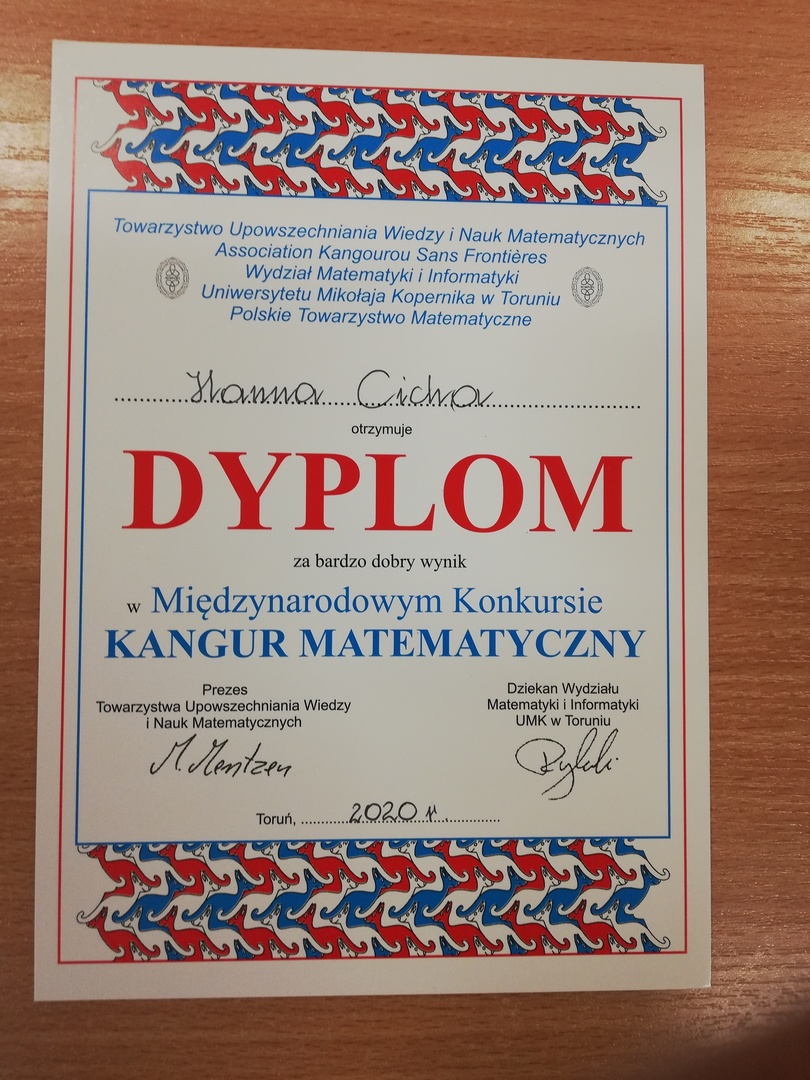 Towarzystwo Upowszechniania Wiedzy i Nauk Matematycznych
Association Kangourou Sans Frontières
Wydział Matematyki i Informatyki
Uniwersytetu Mikołaja Kopernika w Toruniu
Polskie Towarzystwo Matematyczne
Hanna Cicha
otrzymuje
DYPLOM
za bardzo dobry wynik
w Międzynarodowym Konkursie
KANGUR MATEMATYCZNY
Prezes
Towarzystwa Upowszechniania Wiedzy
i Nauk Matematycznych
M. Mentzen
Dziekan Wydziału
Matematyki i Informatyki
UMK w Toruniu
Toruń, 2020 r.